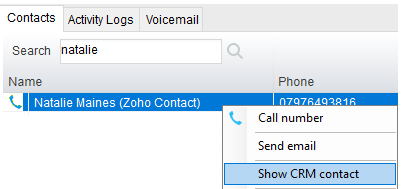 Contacts Activity Logs Voicemail
Search natalie
Name Phone
Natalie Maines (Zoho Contact) 07976493816
Call number
Send email
Show CRM contact